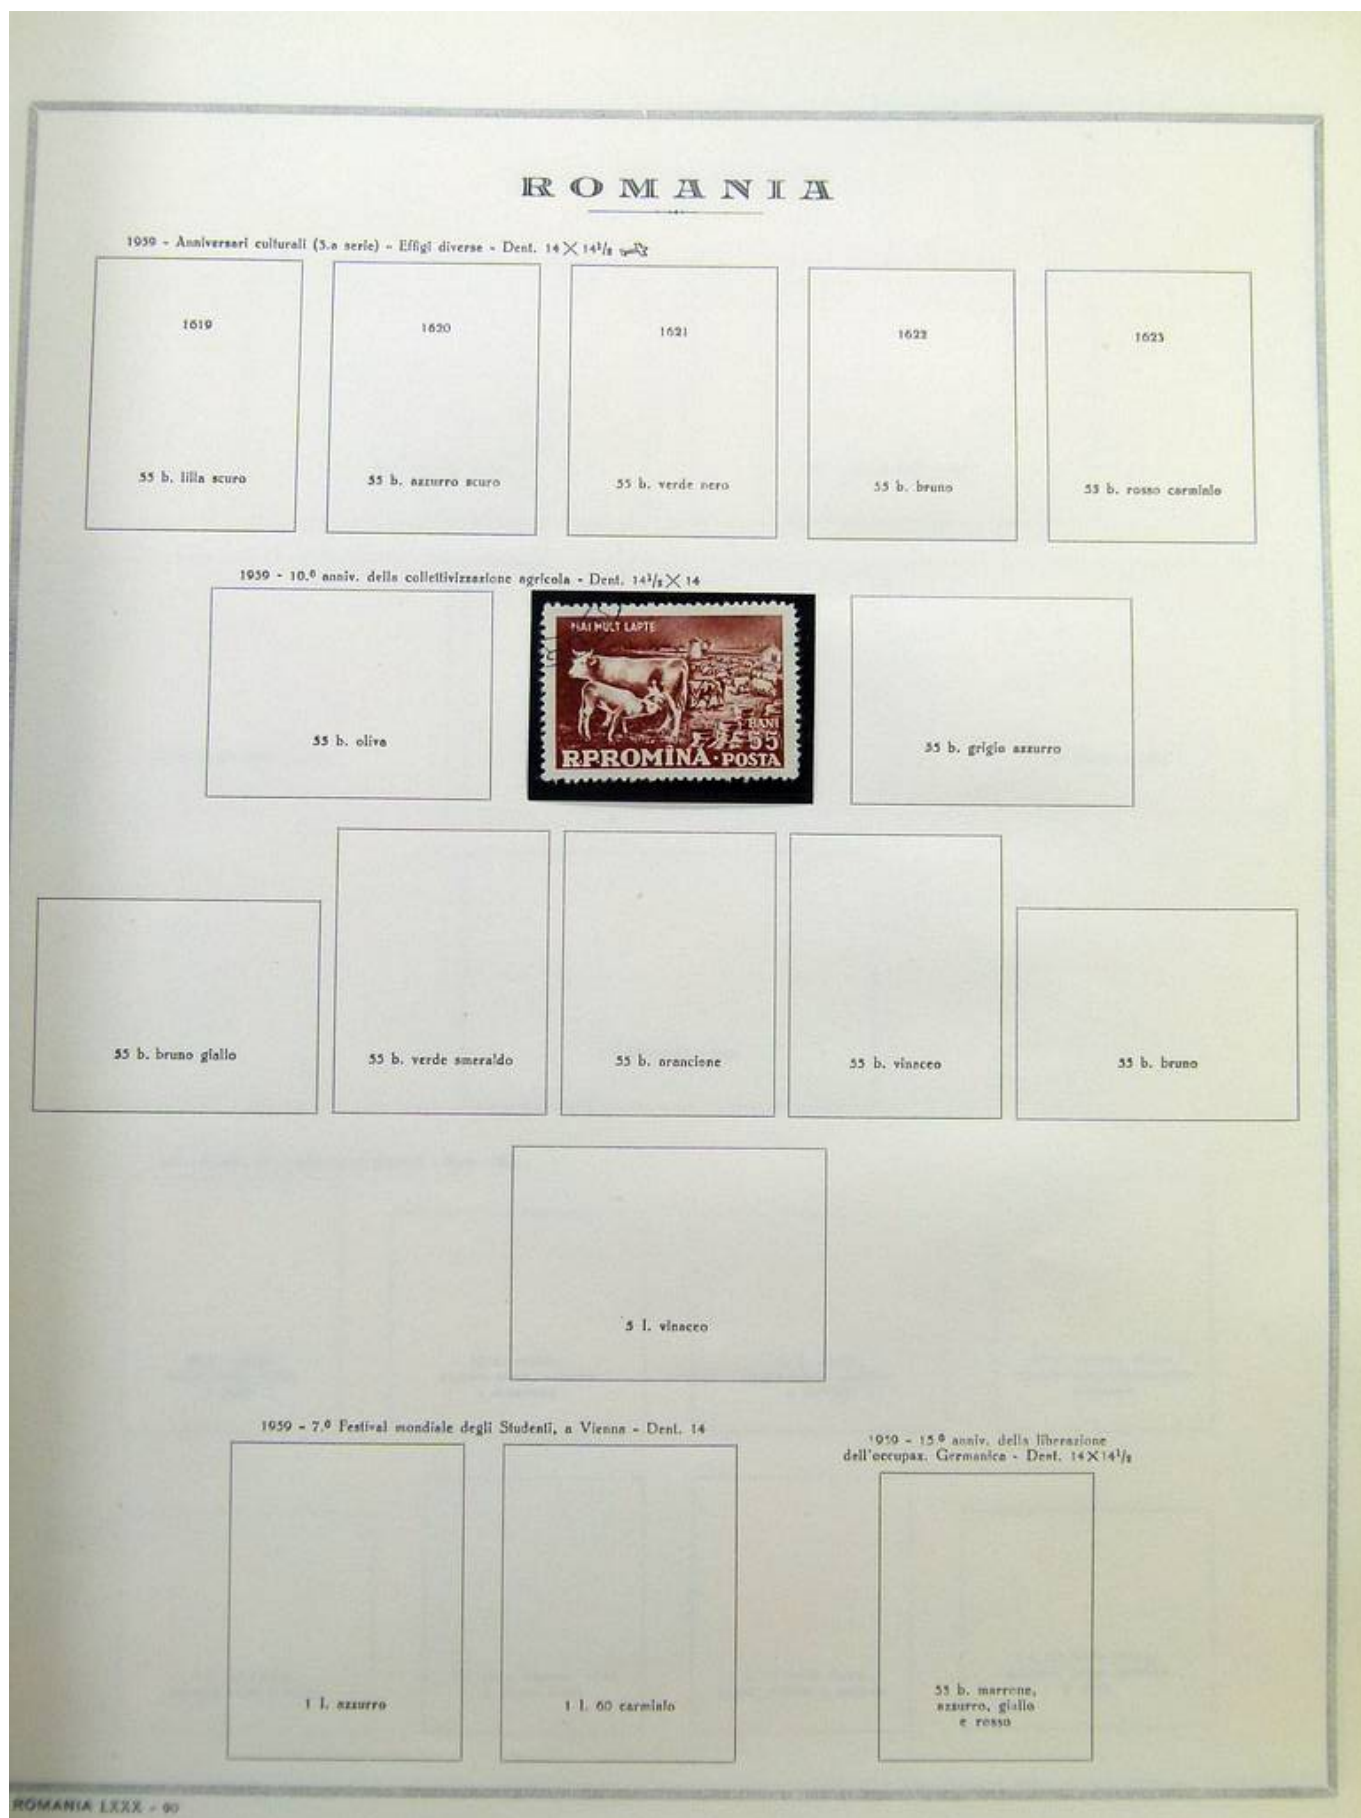 ROMANIA
1959 - Anniversari culturali (3.a serie) - Effigi diverse - Dent. 14 X 14¹/₂
1619
1620
1621
1622
1623
55 b. lilla scuro
55 b. azzurro scuro
55 b. verde nero
55 b. bruno
55 b. rosso carminio
1959 - 10.º anniv. della collettivizzazione agricola - Dent. 14¹/₂ X 14
MAI MULT LAPTE
BANI
55
R.P.ROMÎNĂ·POSTA
55 b. oliva
55 b. grigio azzurro
55 b. bruno giallo
55 b. verde smeraldo
55 b. arancione
55 b. vinaceo
55 b. bruno
5 l. vinaceo
1959 - 7.º Festival mondiale degli Studenti, a Vienna - Dent. 14
1959 - 15.º anniv. della liberazione
dell'occupaz. Germanica - Dent. 14X14¹/₂
1 l. azzurro
1 l. 60 carminio
55 b. marrone,
azzurro, giallo
e rosso
ROMANIA LXXX - 60